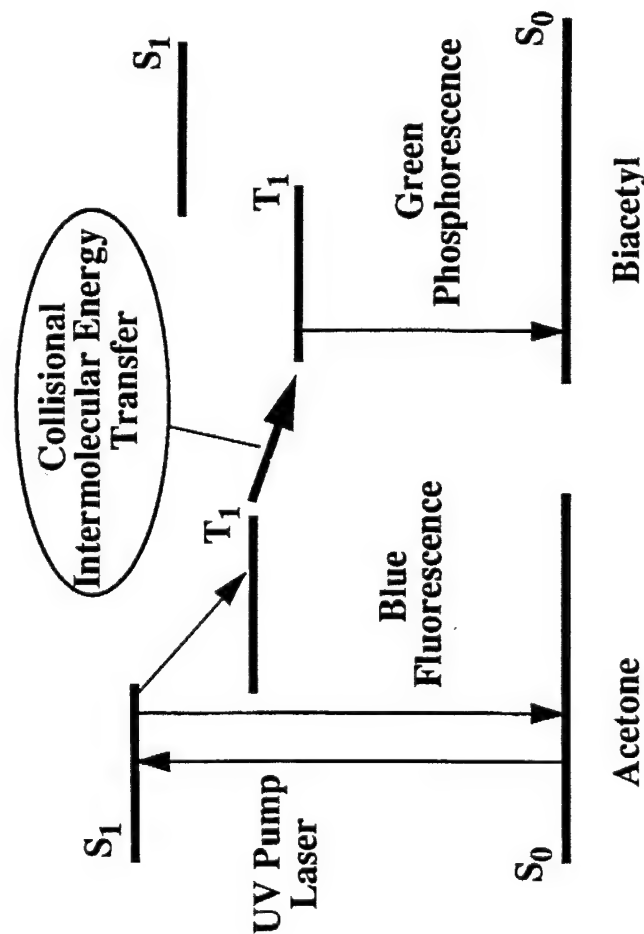 Collisional
Intermolecular Energy
Transfer
S1
S1
T1
T1
UV Pump
Laser
Blue
Fluorescence
Green
Phosphorescence
S0
S0
Acetone
Biacetyl